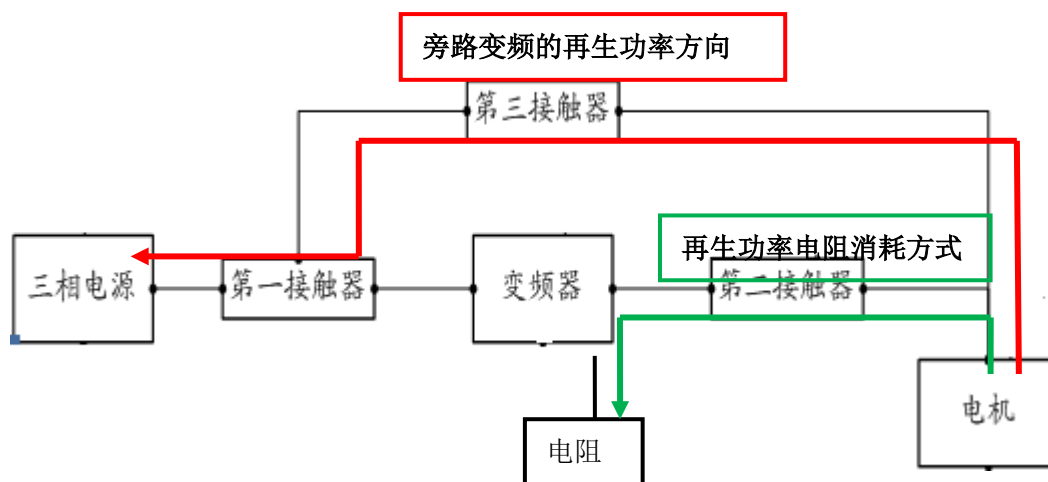 旁路变频的再生功率方向
第三接触器
再生功率电阻消耗方式
三相电源
第一接触器
变频器
第二接触器
电机
电阻